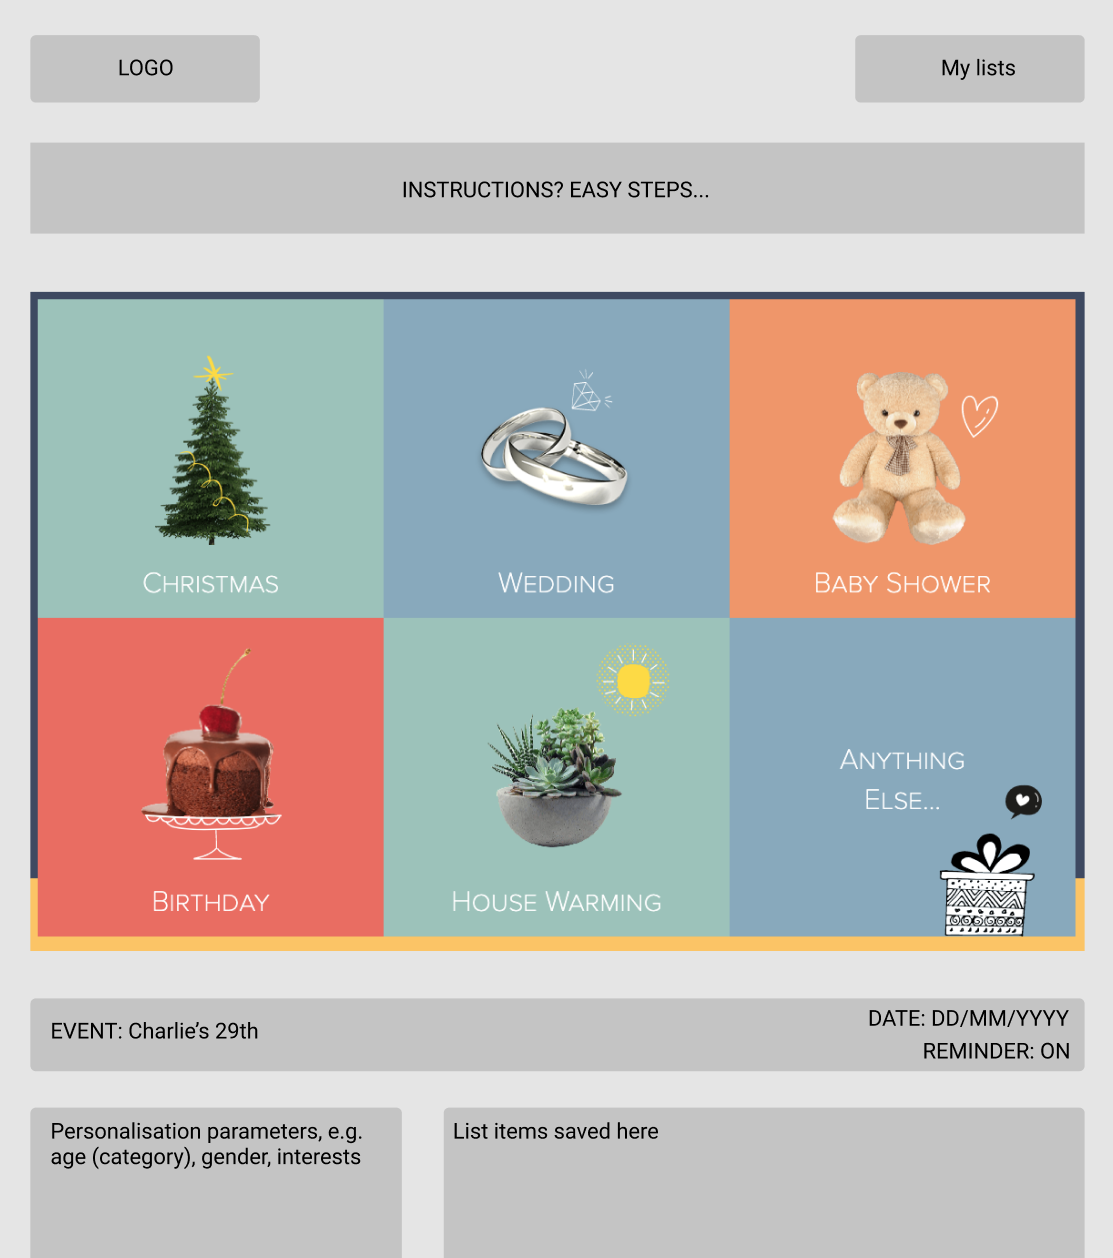 LOGO
My lists
INSTRUCTIONS? EASY STEPS...
CHRISTMAS
WEDDING
BABY SHOWER
BIRTHDAY
HOUSE WARMING
ANYTHING
ELSE...
EVENT: Charlie’s 29th
DATE: DD/MM/YYYY
REMINDER: ON
Personalisation parameters, e.g.
age (category), gender, interests
List items saved here